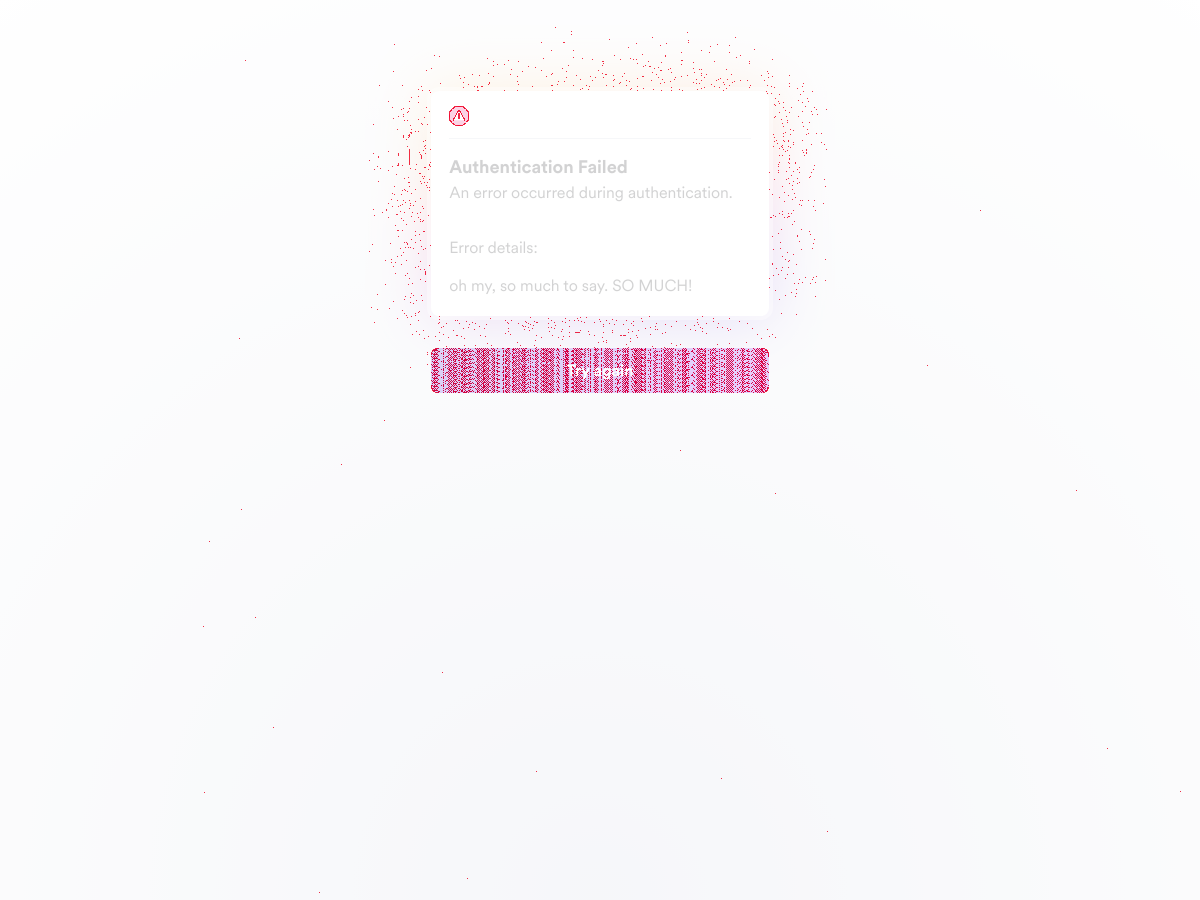 Authentication Failed
An error occurred during authentication.
Error details:
oh my, so much to say. SO MUCH!
Try again